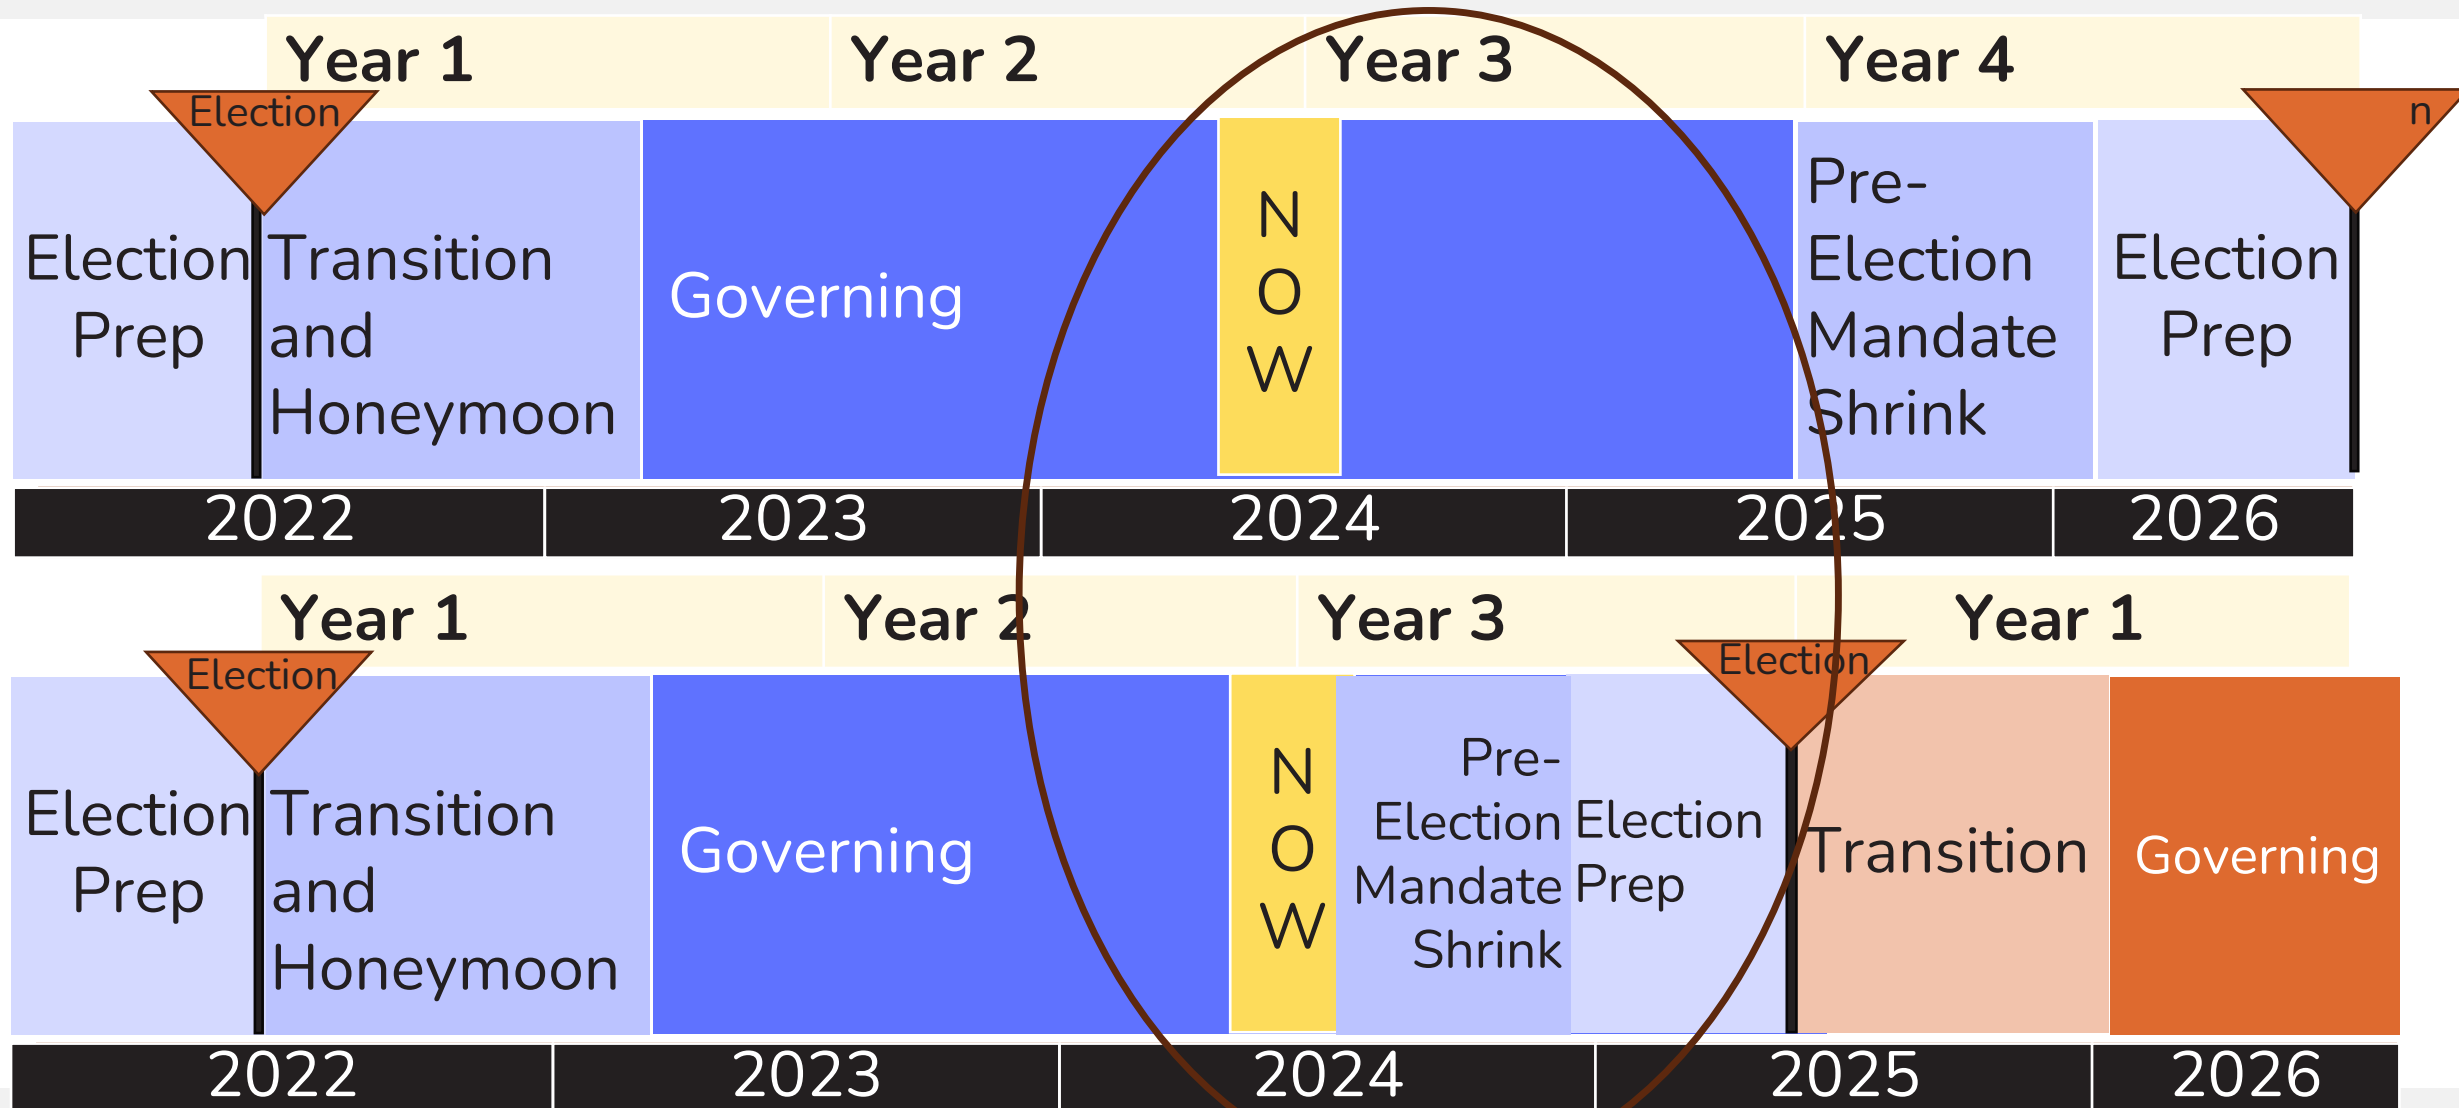 Year 1
Year 2
Year 3
Year 4
Election
n
Election
Prep
Transition
and
Honeymoon
Governing
N
O
W
Pre-
Election
Mandate
Shrink
Election
Prep
2022
2023
2024
2025
2026
Year 1
Year 2
Year 3
Year 1
Election
Election
Election
Prep
Transition
and
Honeymoon
Governing
N
O
W
Pre-
Election
Mandate
Shrink
Election
Prep
Transition
Governing
2022
2023
2024
2025
2026